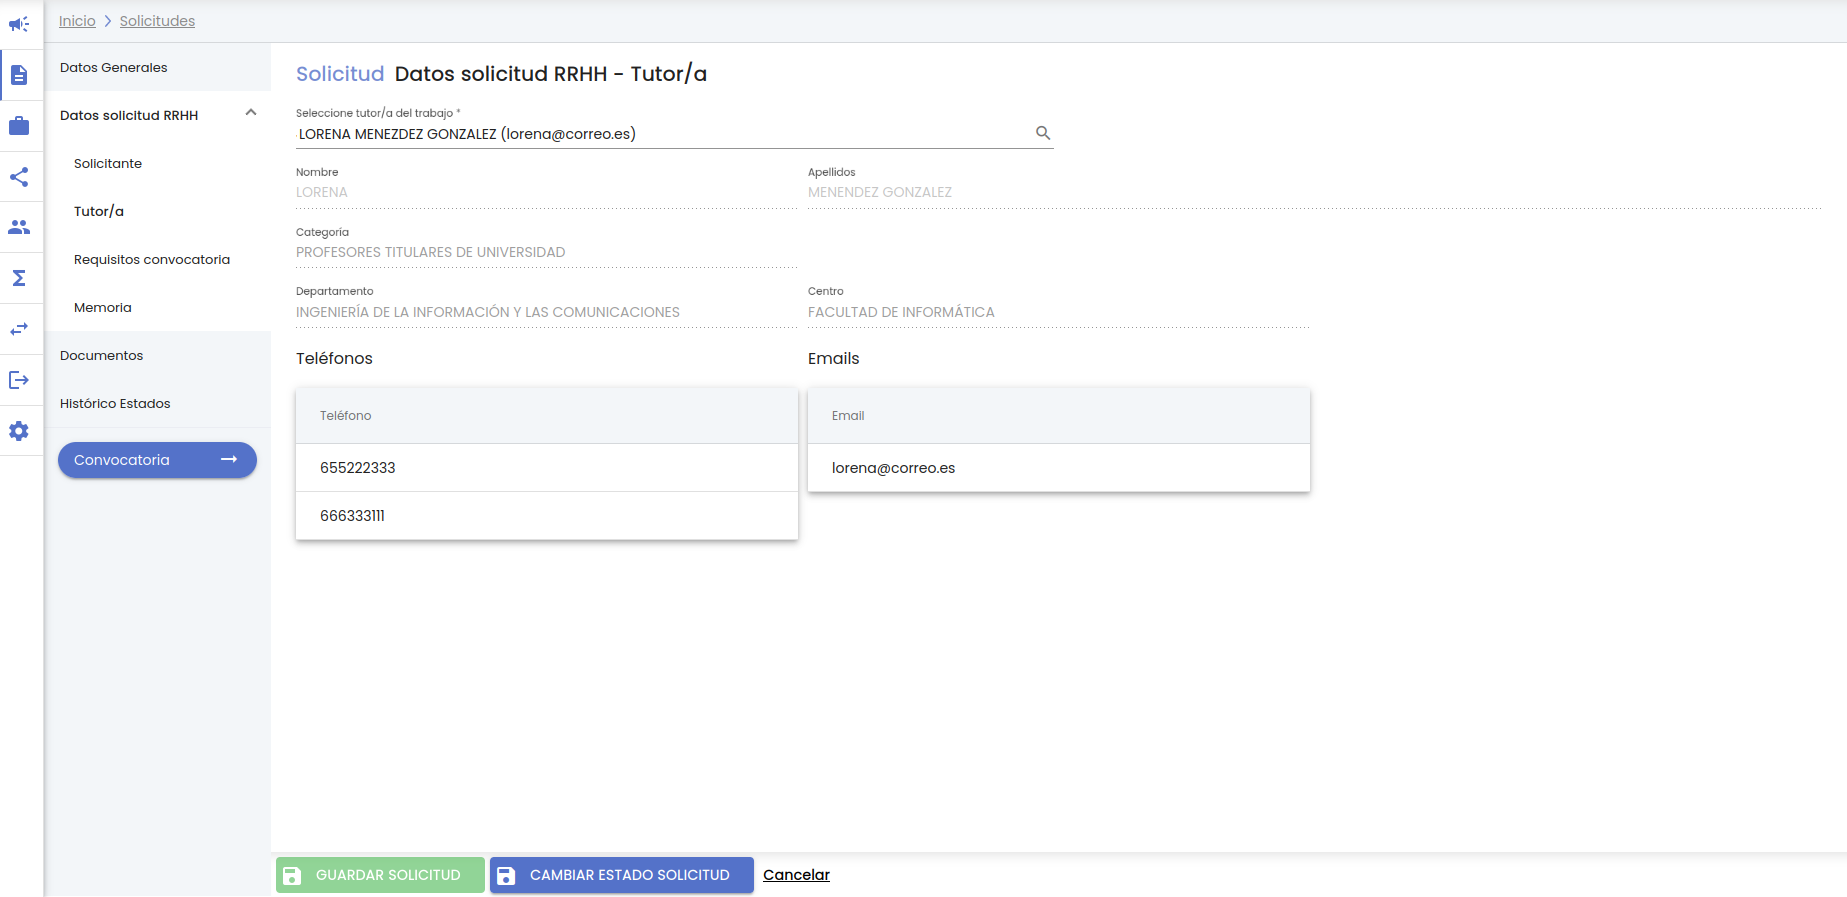 Inicio > Solicitudes
Datos Generales
Datos solicitud RRHH
Solicitante
Tutor/a
Requisitos convocatoria
Memoria
Documentos
Histórico Estados
Convocatoria
Solicitud Datos solicitud RRHH - Tutor/a
Seleccione tutor/a del trabajo *
LORENA MENEZDEZ GONZALEZ (lorena@correo.es)
Nombre Apellidos
LORENA MENENDEZ GONZALEZ
Categoría
PROFESORES TITULARES DE UNIVERSIDAD
Departamento Centro
INGENIERÍA DE LA INFORMACIÓN Y LAS COMUNICACIONES FACULTAD DE INFORMÁTICA
Teléfonos Emails
Teléfono Email
655222333 lorena@correo.es
666333111
GUARDAR SOLICITUD CAMBIAR ESTADO SOLICITUD Cancelar